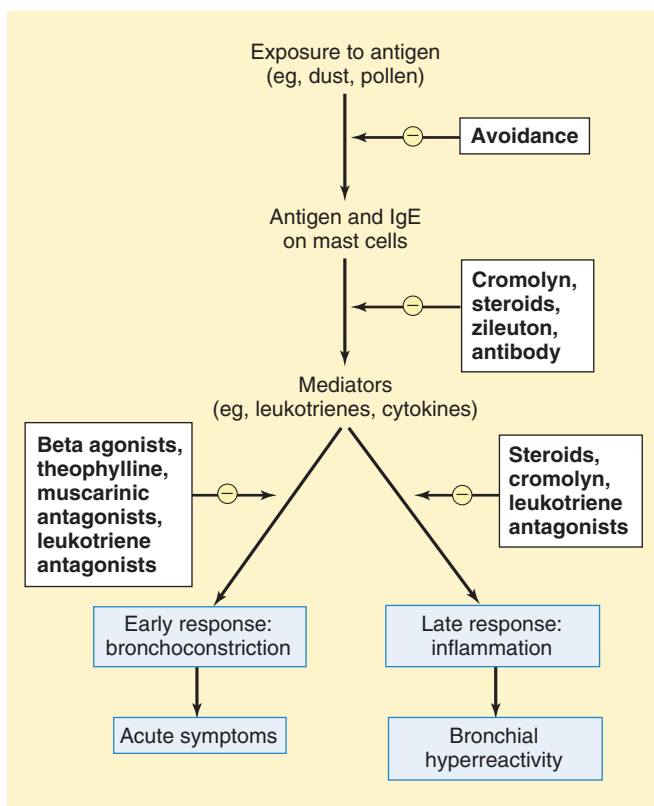 Exposure to antigen
(eg, dust, pollen)
−
Avoidance
Antigen and IgE
on mast cells
−
Cromolyn,
steroids,
zileuton,
antibody
Mediators
(eg, leukotrienes, cytokines)
Beta agonists,
theophylline,
muscarinic
antagonists,
leukotriene
antagonists
−
−
Steroids,
cromolyn,
leukotriene
antagonists
Early response:
bronchoconstriction
Late response:
inflammation
Acute symptoms
Bronchial
hyperreactivity